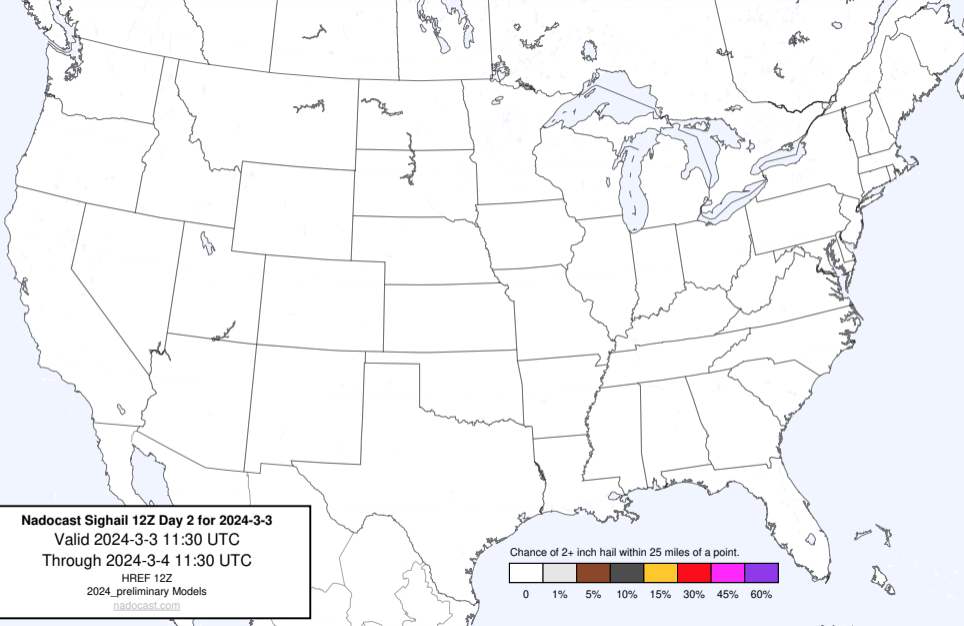 Nadocast Sighail 12Z Day 2 for 2024-3-3
Valid 2024-3-3 11:30 UTC
Through 2024-3-4 11:30 UTC
HREF 12Z
2024_preliminary Models
nadocast.com
Chance of 2+ inch hail within 25 miles of a point.
0 1% 5% 10% 15% 30% 45% 60%